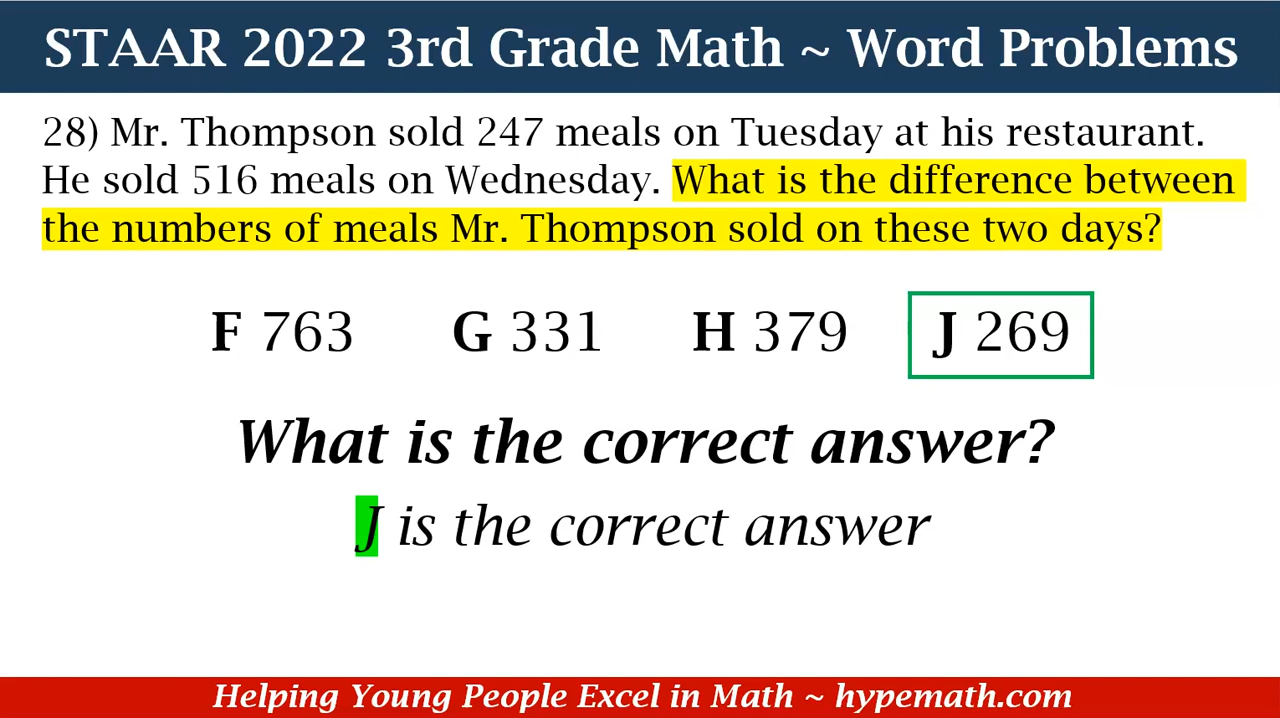 STAAR 2022 3rd Grade Math ~ Word Problems
28) Mr. Thompson sold 247 meals on Tuesday at his restaurant.
He sold 516 meals on Wednesday. What is the difference between
the numbers of meals Mr. Thompson sold on these two days?
F 763 G 331 H 379 J 269
What is the correct answer?
J is the correct answer
Helping Young People Excel in Math ~ hypemath.com